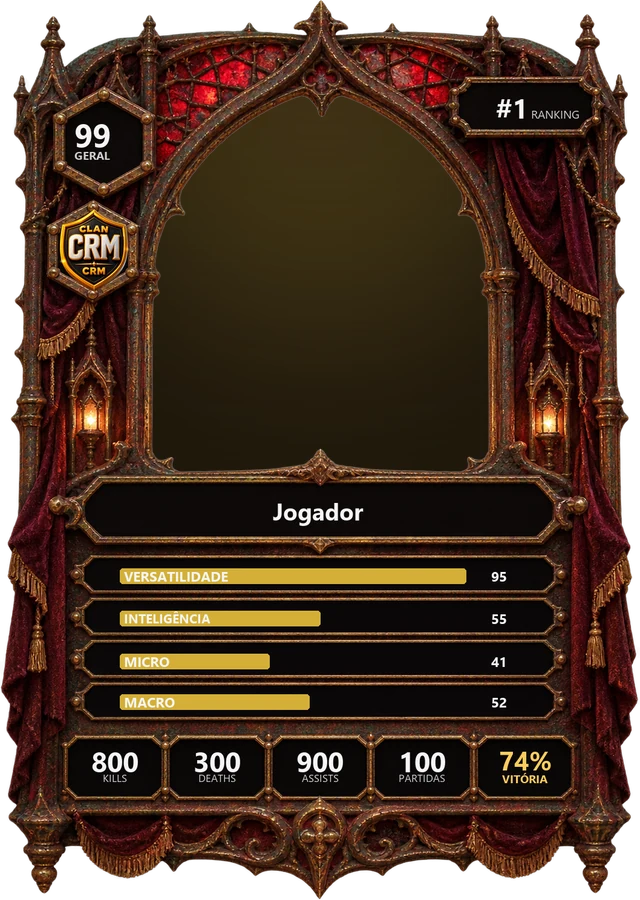 99
GERAL
#1 RANKING
CLAN
CRM
CRM
Jogador
VERSATILIDADE 95
INTELIGÊNCIA 55
MICRO 41
MACRO 52
800
KILLS
300
DEATHS
900
ASSISTS
100
PARTIDAS
74%
VITÓRIA